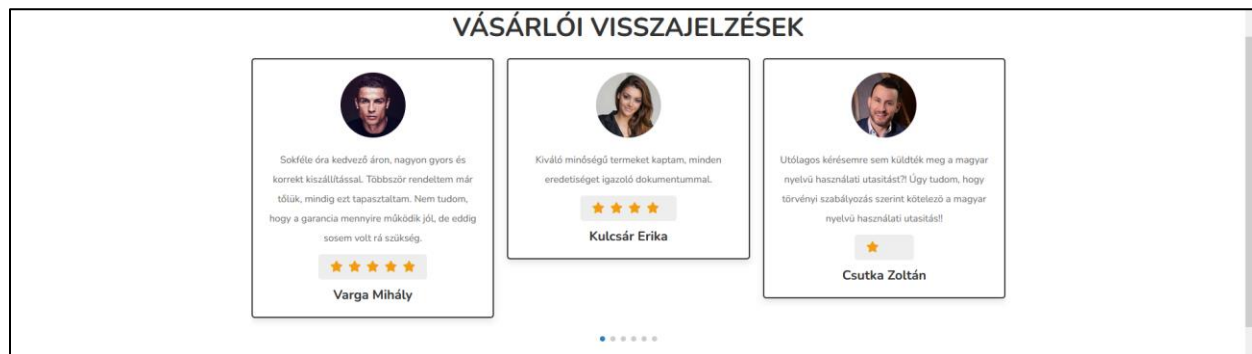 VÁSÁRLÓI VISSZAJELZÉSEK
Sokféle óra kedvező áron, nagyon gyors és
korrekt kiszállítással. Többször rendeltem már
tőlük, mindig ezt tapasztaltam. Nem tudom,
hogy a garancia mennyire működik jól, de eddig
sosem volt rá szükség.
Varga Mihály
Kiváló minőségű termeket kaptam, minden
eredetiséget igazoló dokumentummal.
Kulcsár Erika
Utólagos kérésemre sem küldték meg a magyar
nyelvű használati utasitást?! Úgy tudom, hogy
törvényi szabályozás szerint kötelező a magyar
nyelvű használati utasitás!!
Csutka Zoltán